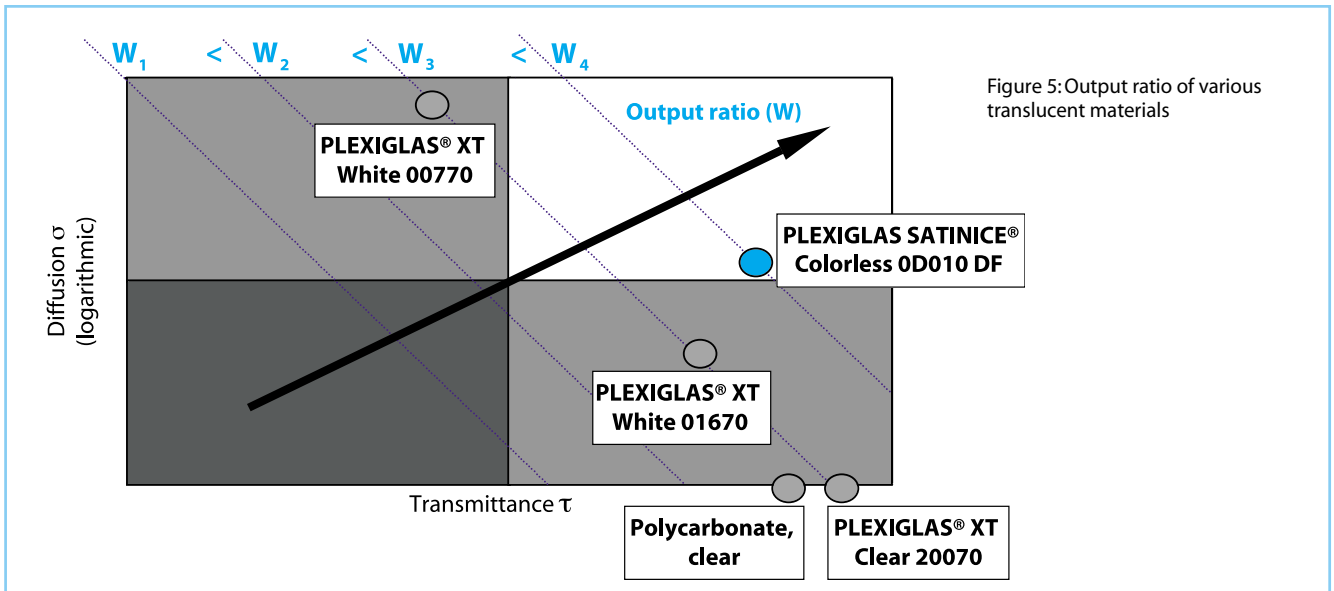 W1 < W2 < W3 < W4
Figure 5: Output ratio of various
translucent materials
Output ratio (W)
PLEXIGLAS® XT
White 00770
Diffusion σ
(logarithmic)
PLEXIGLAS SATINICE®
Colorless 0D010 DF
PLEXIGLAS® XT
White 01670
Transmittance τ
Polycarbonate,
clear
PLEXIGLAS® XT
Clear 20070